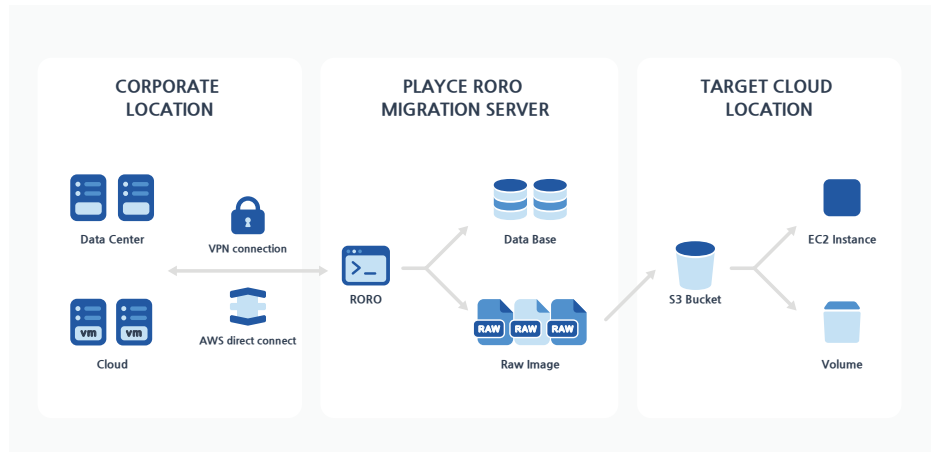 CORPORATE
LOCATION
PLAYCE RORO
MIGRATION SERVER
TARGET CLOUD
LOCATION
Data Center
VPN connection
Data Base
EC2 Instance
>_
RORO
S3 Bucket
vm
vm
AWS direct connect
RAW
RAW
RAW
Cloud
Raw Image
Volume